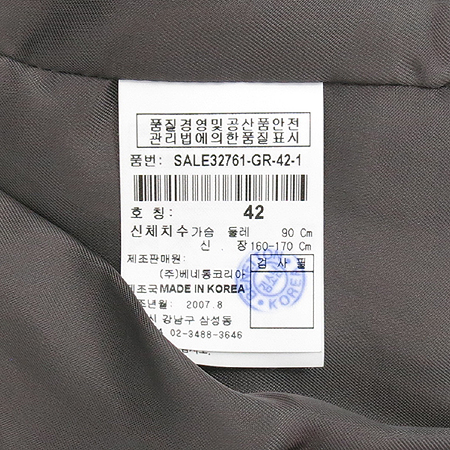 품질경영및공산품안전
관리법에의한품질표시
품번: SALE32761-GR-42-1
호 칭: 42
신체치수 가슴 둘레 90 Cm
신 장 160-170 Cm
제조판매원:
(주)베네통코리아
검 사 필
제조국 MADE IN KOREA
조년월: 2007.8
강남구 삼성동
02-3488-3646
KOREA